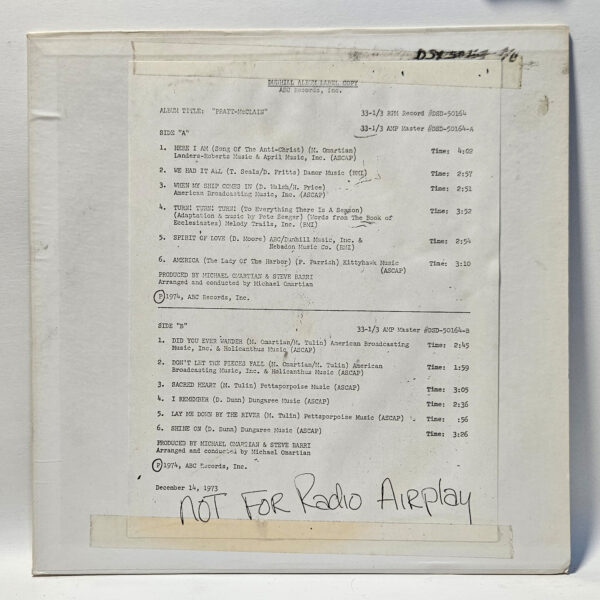 DSX 50164
DUNHILL ALBUM LABEL COPY
ABC Records, Inc.
ALBUM TITLE: "PRATT-McCLAIN" 33-1/3 RPM Record #DSD-50164
33-1/3 AMP Master #DSD-50164-A
SIDE "A"
1. HERE I AM (Song Of The Anti-Christ) (M. Omartian) Time: 4:02
Landers-Roberts Music & April Music, Inc. (ASCAP)
2. WE HAD IT ALL (T. Seals/D. Fritts) Danor Music (BMI) Time: 2:57
3. WHEN MY SHIP COMES IN (D. Walsh/H. Price) Time: 2:51
American Broadcasting Music, Inc. (ASCAP)
4. TURN! TURN! TURN! (To Everything There Is A Season) Time: 3:52
(Adaptation & music by Pete Seeger) (Words from The Book of
Ecclesiastes) Melody Trails, Inc. (BMI)
5. SPIRIT OF LOVE (D. Moore) ABC/Dunhill Music, Inc. & Time: 2:54
Hebadon Music Co. (BMI)
6. AMERICA (The Lady Of The Harbor) (P. Parrish) Kittyhawk Music Time: 3:10
(ASCAP)
PRODUCED BY MICHAEL OMARTIAN & STEVE BARRI
Arranged and conducted by Michael Omartian
Ⓟ 1974, ABC Records, Inc.
SIDE "B" 33-1/3 AMP Master #DSD-50164-B
1. DID YOU EVER WANDER (M. Omartian/M. Tulin) American Broadcasting Time: 2:45
Music, Inc. & Holicanthus Music (ASCAP)
2. DON'T LET THE PIECES FALL (M. Omartian/M. Tulin) American Time: 1:59
Broadcasting Music, Inc. & Holicanthus Music (ASCAP)
3. SACRED HEART (M. Tulin) Pettsporpoise Music (ASCAP) Time: 3:05
4. I REMEMBER (D. Dunn) Dungaree Music (ASCAP) Time: 2:36
5. LAY ME DOWN BY THE RIVER (M. Tulin) Pettsporpoise Music (ASCAP) Time: :56
6. SHINE ON (D. Dunn) Dungaree Music (ASCAP) Time: 3:26
PRODUCED BY MICHAEL OMARTIAN & STEVE BARRI
Arranged and conducted by Michael Omartian
Ⓟ 1974, ABC Records, Inc.
December 14, 1973
NOT FOR Radio AIRplay